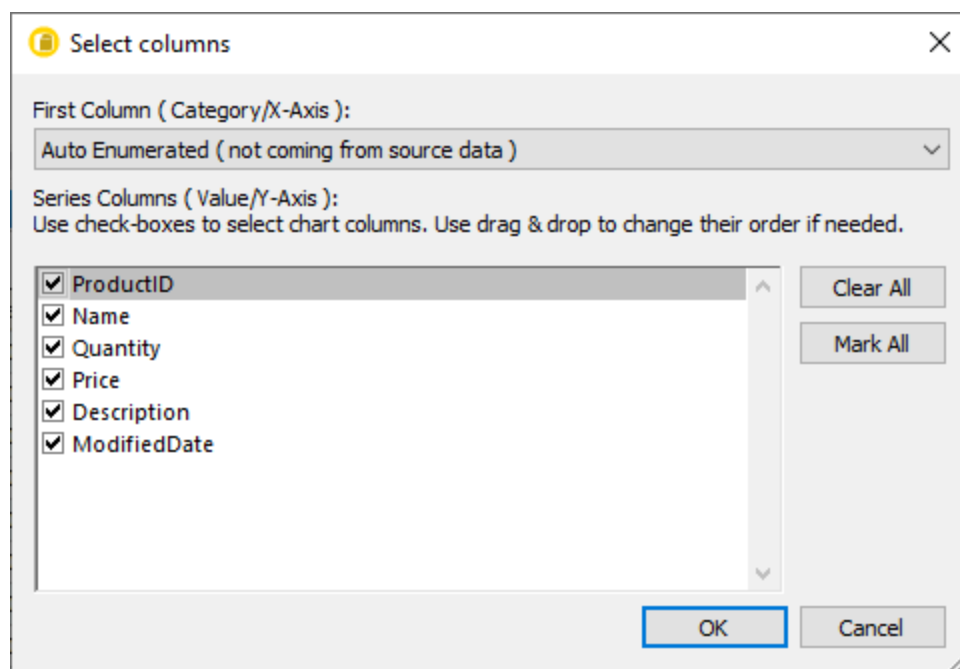 Select columns
First Column ( Category/X-Axis ):
Auto Enumerated ( not coming from source data )
Series Columns ( Value/Y-Axis ):
Use check-boxes to select chart columns. Use drag & drop to change their order if needed.
ProductID
Name
Quantity
Price
Description
ModifiedDate
Clear All
Mark All
OK
Cancel